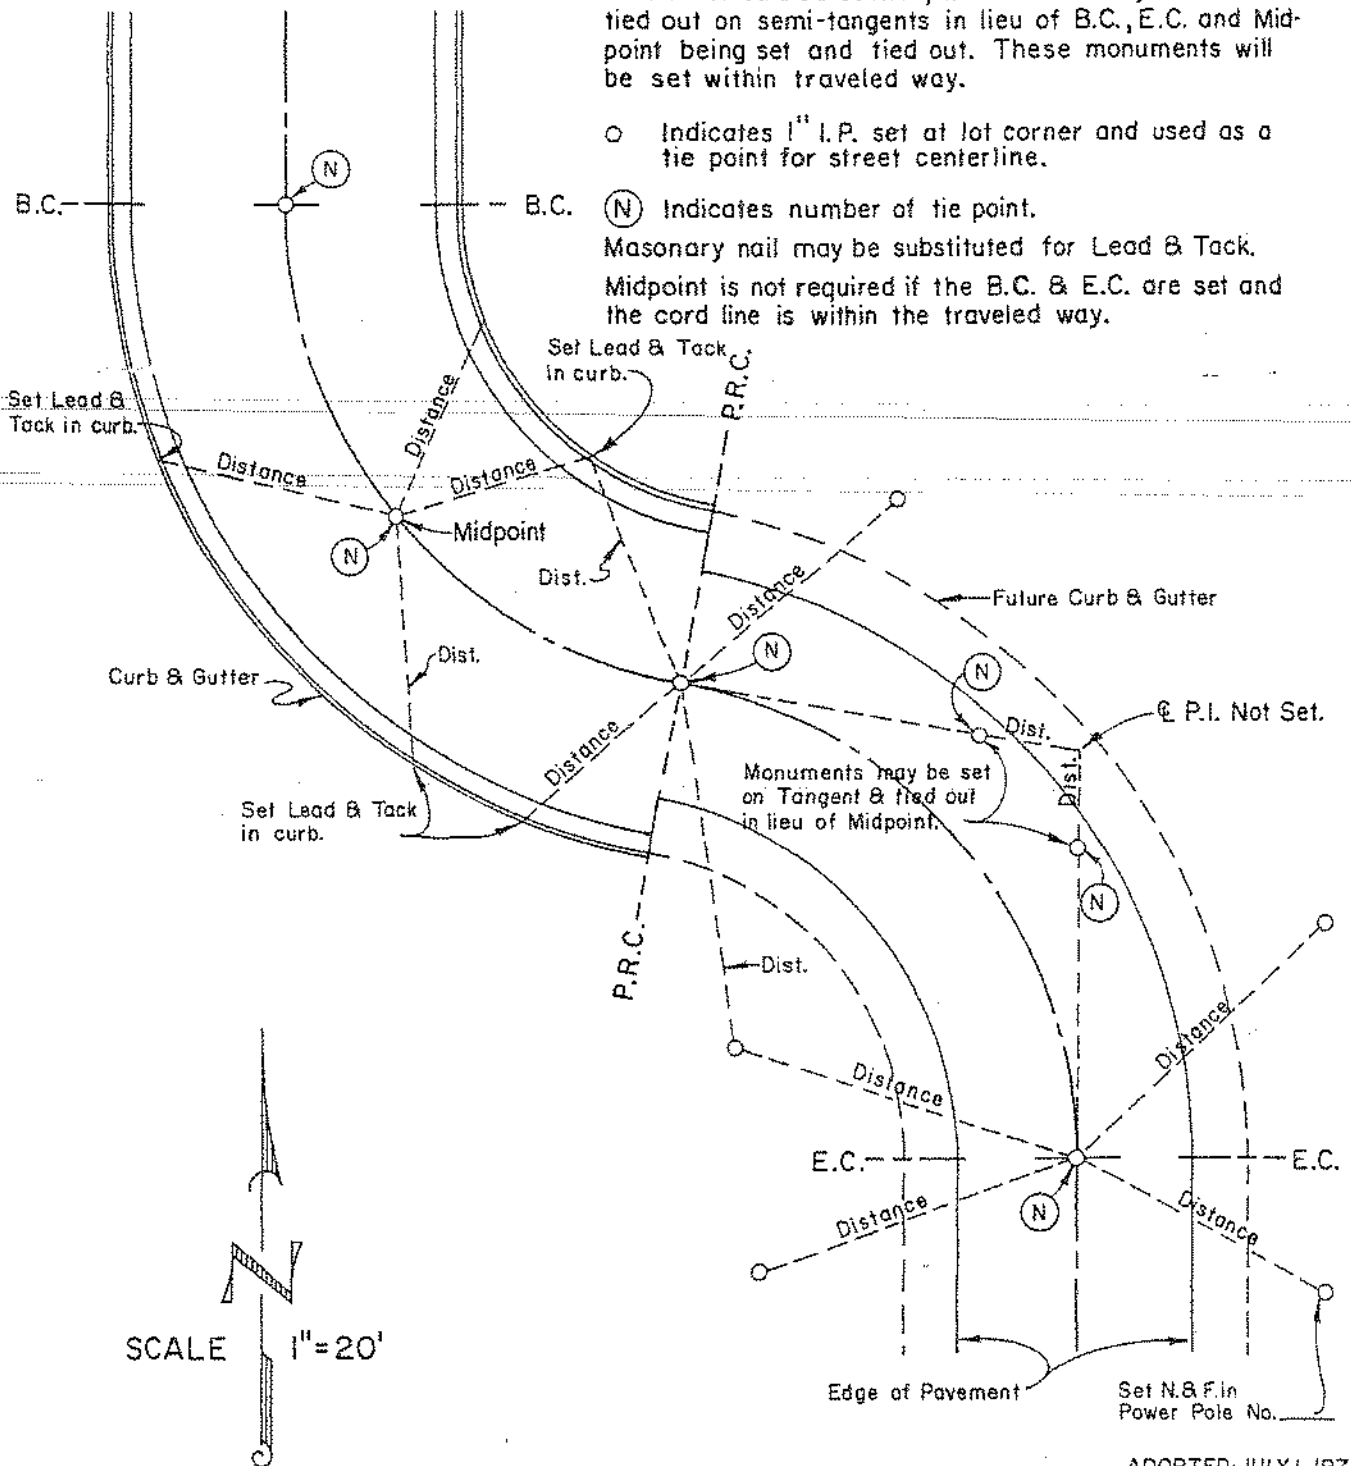 tied out on semi-tangents in lieu of B.C., E.C. and Mid-
point being set and tied out. These monuments will
be set within traveled way.
O Indicates 1" I.P. set at lot corner and used as a
tie point for street centerline.
N Indicates number of tie point.
Masonary nail may be substituted for Lead & Tack.
Midpoint is not required if the B.C. & E.C. are set and
the cord line is within the traveled way.
N
B.C.
B.C.
Set Lead & Tack
in curb.
P.R.C.
Set Lead &
Tack in curb.
Distance
Distance
Distance
Midpoint
N
Dist.
Distance
Future Curb & Gutter
N
N
Dist.
Curb & Gutter
℄ P.I. Not Set.
Dist.
Distance
Dist.
Monuments may be set
on Tangent & tied out
in lieu of Midpoint.
Set Lead & Tack
in curb.
N
P.R.C.
Dist.
Distance
Distance
E.C.
E.C.
N
Distance
Distance
N
SCALE 1"=20'
Edge of Pavement
Set N.& F. in
Power Pole No.
ADOPTED: JULY 1, 197